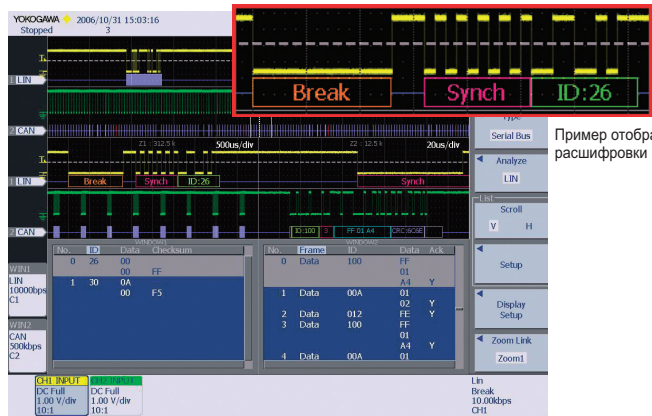 YOKOGAWA 2006/10/31 15:03:16
Stopped 3
Break Synch ID:26
Пример отобра
расшифровки
1 LIN
2 CAN
Type
Serial Bus
Analyze
LIN
List
Scroll
V H
Setup
Display
Setup
Zoom Link
Zoom1
Z1 : 312.5 k 500us/div Z2 : 12.5 k 20us/div
1 LIN Break Synch ID:26 Synch
2 CAN ID:100 3 FF 01 A4 CRC:6C6E
WINDOW1
No. ID Data Checksum
0 26 00
00 FF
1 30 0A
00 F5
WINDOW2
No. Frame ID Data Ack
0 Data 100 FF
01
A4 Y
1 Data 00A 01
02 Y
2 Data 012 FE Y
3 Data 100 FF
01
A4 Y
4 Data 00A 01
WIN1
LIN
10000bps
C1
WIN2
CAN
500kbps
C2
CH1 INPUT
DC Full
1.00 V/div
10:1
CH2 INPUT
DC Full
1.00 V/div
10:1
Lin
Break
10.00kbps
CH1